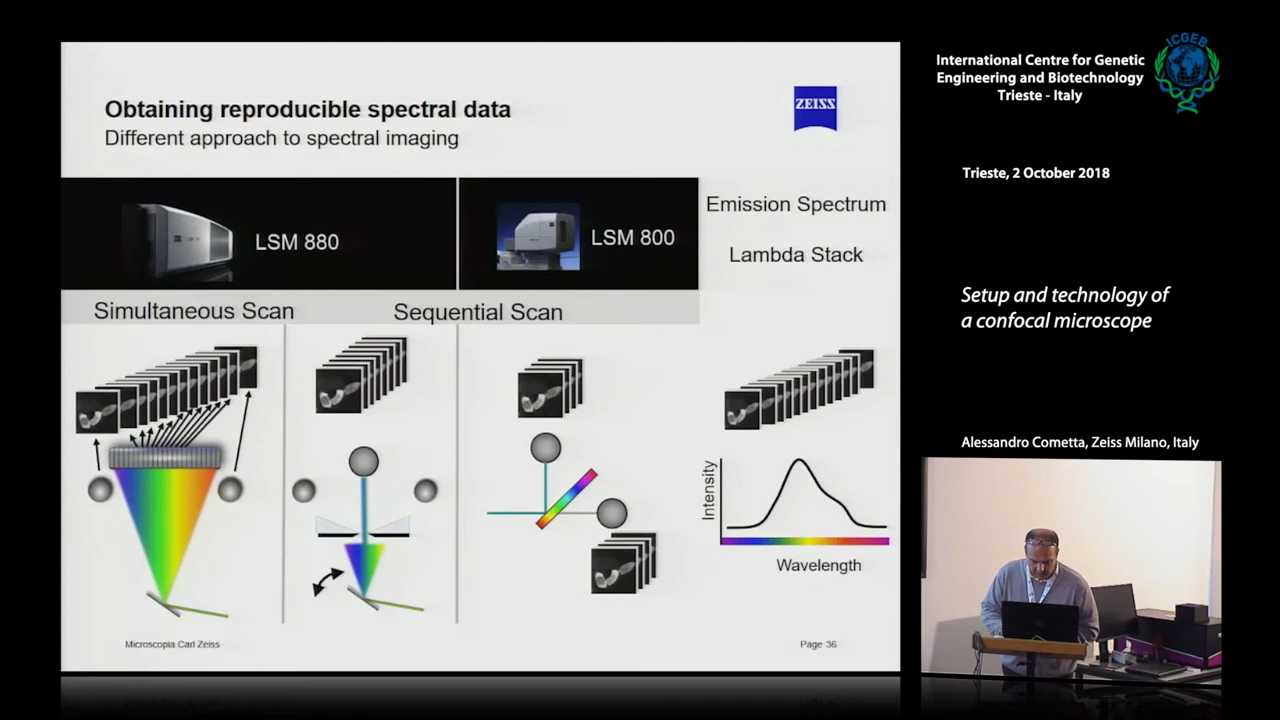 Obtaining reproducible spectral data
Different approach to spectral imaging
ZEISS
LSM 880
LSM 800
Emission Spectrum
Lambda Stack
Simultaneous Scan
Sequential Scan
Intensity
Wavelength
Microscopia Carl Zeiss
Page 36
International Centre for Genetic
Engineering and Biotechnology
Trieste - Italy
ICGEB
Trieste, 2 October 2018
Setup and technology of
a confocal microscope
Alessandro Cometta, Zeiss Milano, Italy